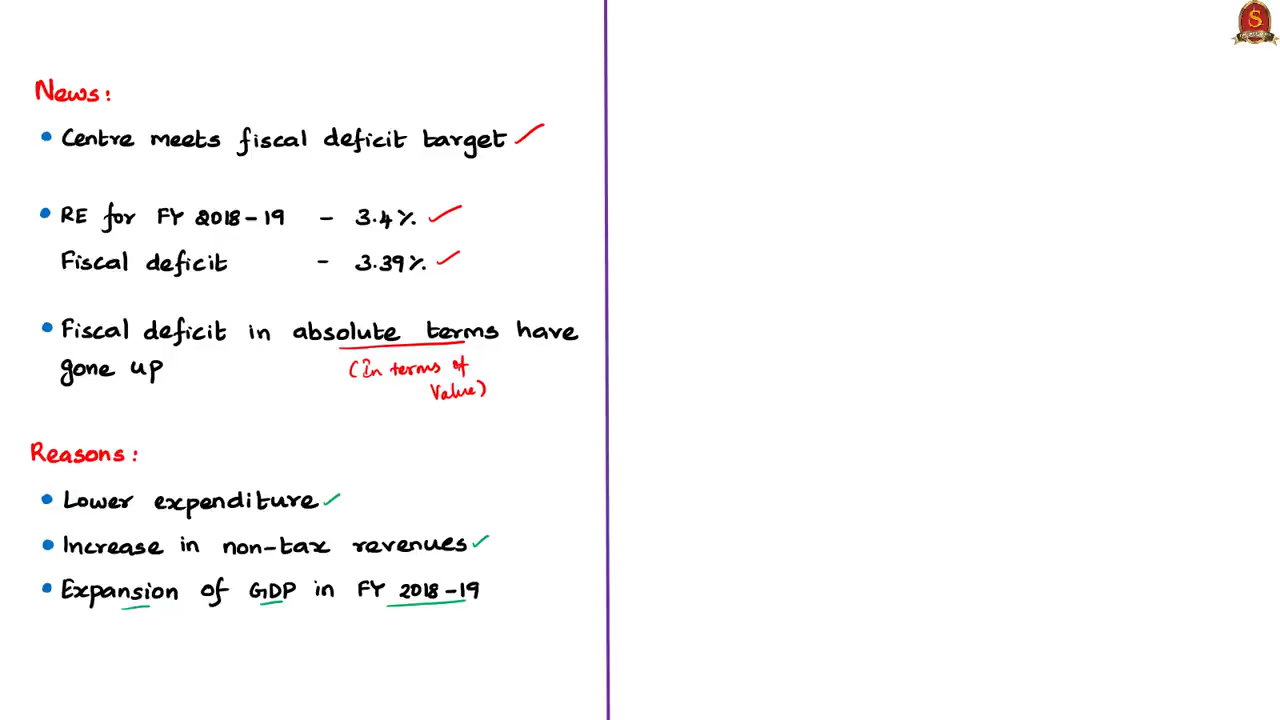 News:
• Centre meets fiscal deficit target
• RE for FY 2018-19 - 3.4%
Fiscal deficit - 3.39%
• Fiscal deficit in absolute terms have
gone up
(In terms of
Value)
Reasons:
• Lower expenditure
• Increase in non-tax revenues
• Expansion of GDP in FY 2018-19
S